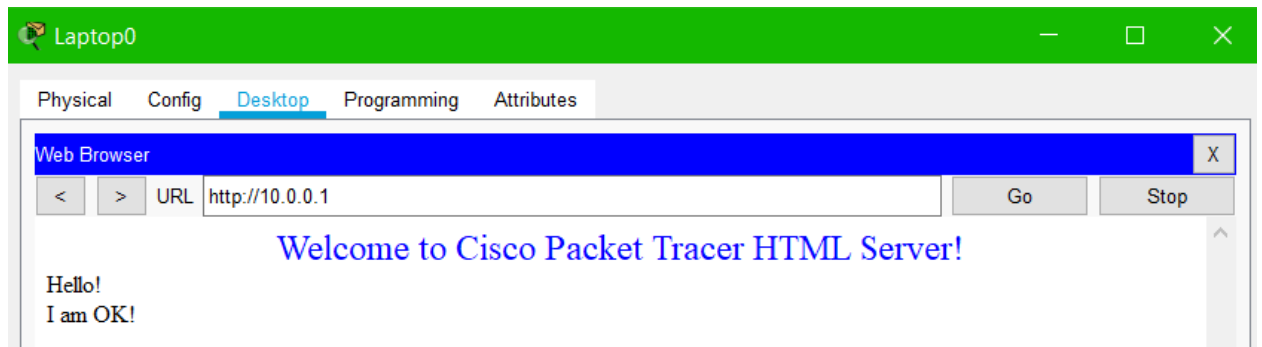 Laptop0
Physical Config Desktop Programming Attributes
Web Browser X
< > URL http://10.0.0.1 Go Stop
Welcome to Cisco Packet Tracer HTML Server!
Hello!
I am OK!